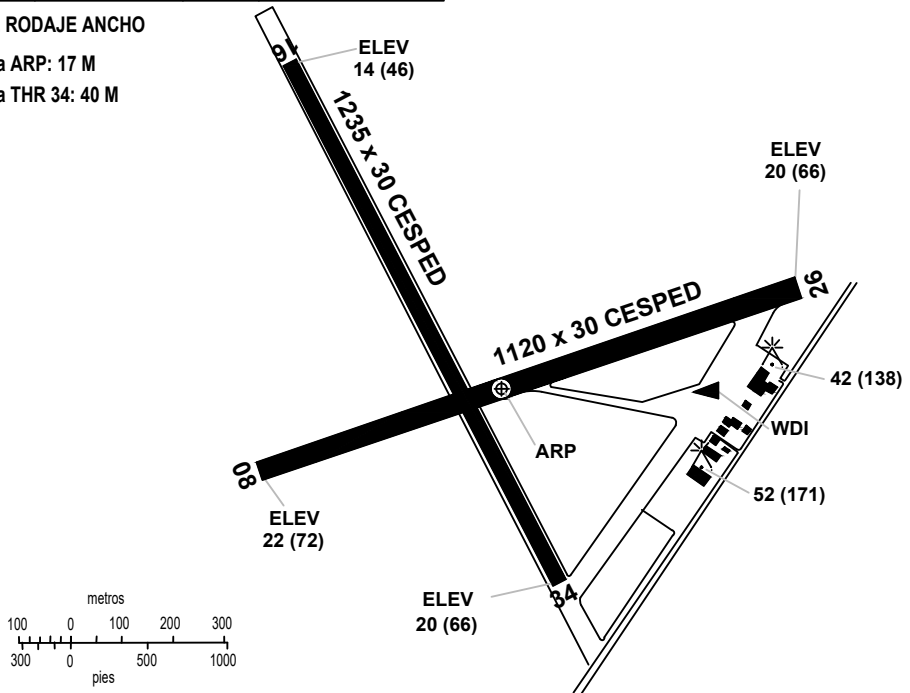 RODAJE ANCHO
a ARP: 17 M
a THR 34: 40 M
16
ELEV
14 (46)
1235 x 30 CESPED
ELEV
20 (66)
26
1120 x 30 CESPED
42 (138)
WDI
ARP
52 (171)
08
ELEV
22 (72)
34
ELEV
20 (66)
metros
100 0 100 200 300
300 0 500 1000
pies